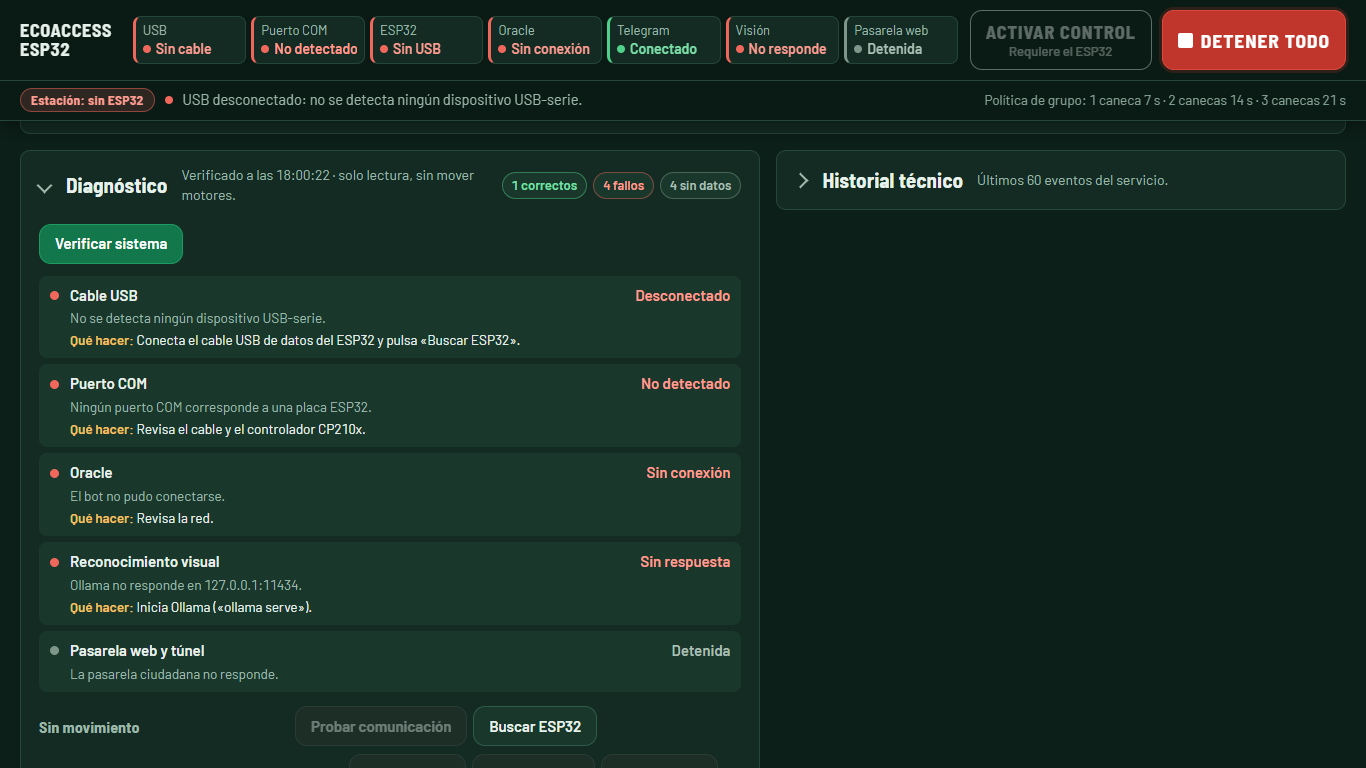 ECOACCESS
ESP32
USB
Sin cable
Puerto COM
No detectado
ESP32
Sin USB
Oracle
Sin conexión
Telegram
Conectado
Visión
No responde
Pasarela web
Detenida
ACTIVAR CONTROL
Requiere el ESP32
DETENER TODO
Estación: sin ESP32
USB desconectado: no se detecta ningún dispositivo USB-serie.
Política de grupo: 1 caneca 7 s · 2 canecas 14 s · 3 canecas 21 s
Diagnóstico
Verificado a las 18:00:22 · solo lectura, sin mover
motores.
1 correctos
4 fallos
4 sin datos
Historial técnico
Últimos 60 eventos del servicio.
Verificar sistema
Cable USB
Desconectado
No se detecta ningún dispositivo USB-serie.
Qué hacer: Conecta el cable USB de datos del ESP32 y pulsa «Buscar ESP32».
Puerto COM
No detectado
Ningún puerto COM corresponde a una placa ESP32.
Qué hacer: Revisa el cable y el controlador CP210x.
Oracle
Sin conexión
El bot no pudo conectarse.
Qué hacer: Revisa la red.
Reconocimiento visual
Sin respuesta
Ollama no responde en 127.0.0.1:11434.
Qué hacer: Inicia Ollama («ollama serve»).
Pasarela web y túnel
Detenida
La pasarela ciudadana no responde.
Sin movimiento
Probar comunicación
Buscar ESP32